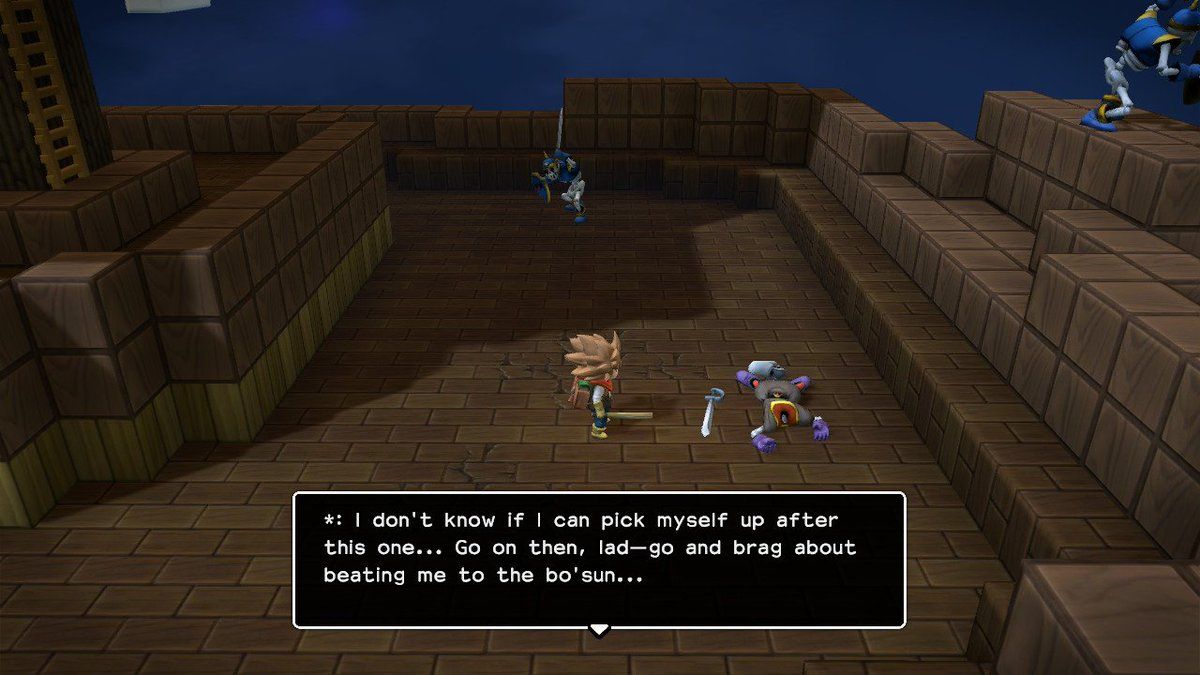 *: I don't know if I can pick myself up after
this one... Go on then, lad—go and brag about
beating me to the bo'sun...